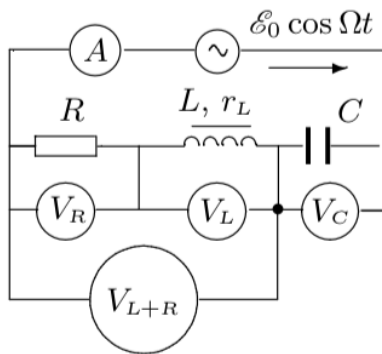 A ~ ℰ₀ cos Ωt
R L, r_L C
V_R V_L V_C
V_{L+R}